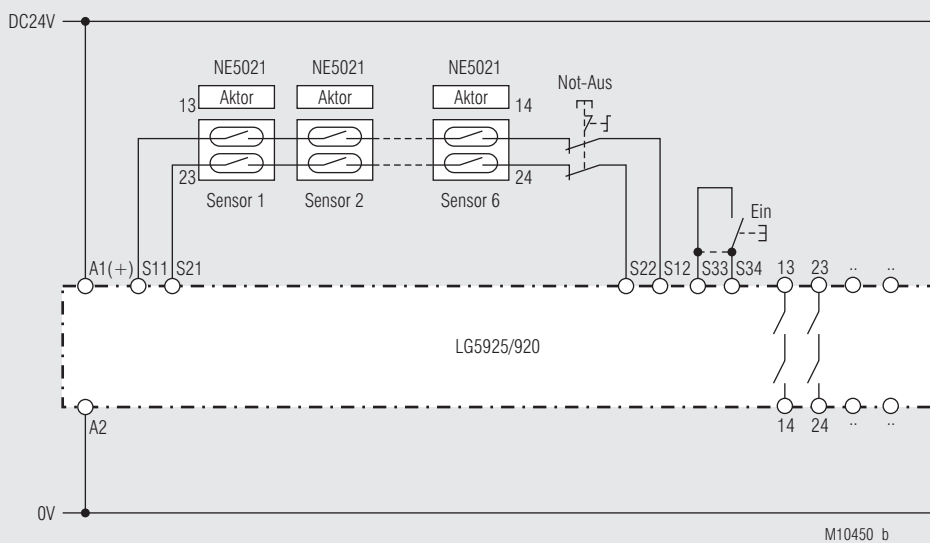 DC24V
NE5021 NE5021 NE5021
Not-Aus
13 Aktor Aktor Aktor 14
23 24
Sensor 1 Sensor 2 Sensor 6
Ein
A1(+) S11 S21 S22 S12 S33 S34 13 23 .. ..
LG5925/920
A2 14 24 .. ..
0V
M10450 b